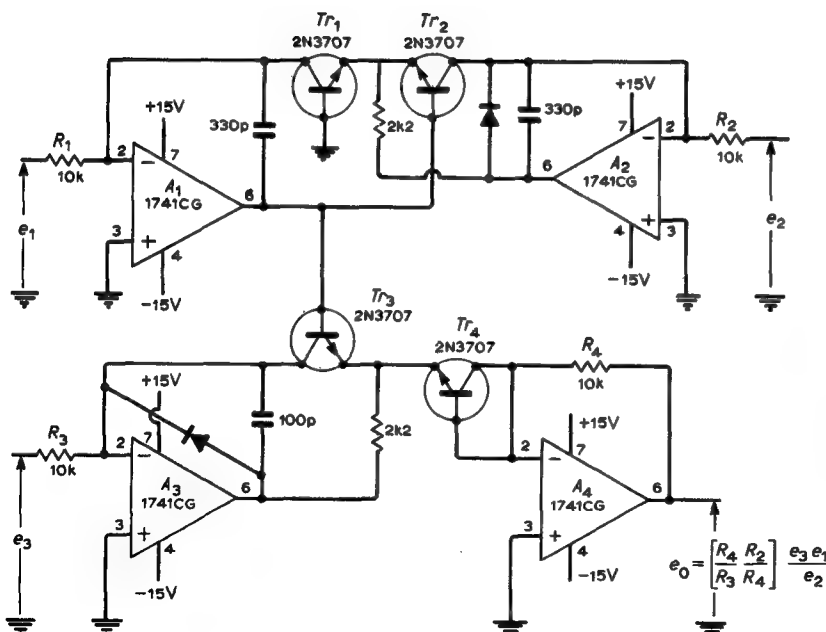 Tr1
2N3707
Tr2
2N3707
330p
2k2
330p
+15V
+15V
R1
10k
2
7
A1
1741CG
6
3
4
-15V
R2
10k
2
7
A2
1741CG
6
3
4
-15V
e1
e2
Tr3
2N3707
Tr4
2N3707
R4
10k
+15V
100p
2k2
+15V
R3
10k
2
7
A3
1741CG
6
3
4
-15V
2
7
A4
1741CG
6
3
4
-15V
e3
eo = [R4/R3 R2/R4] e3 e1/e2